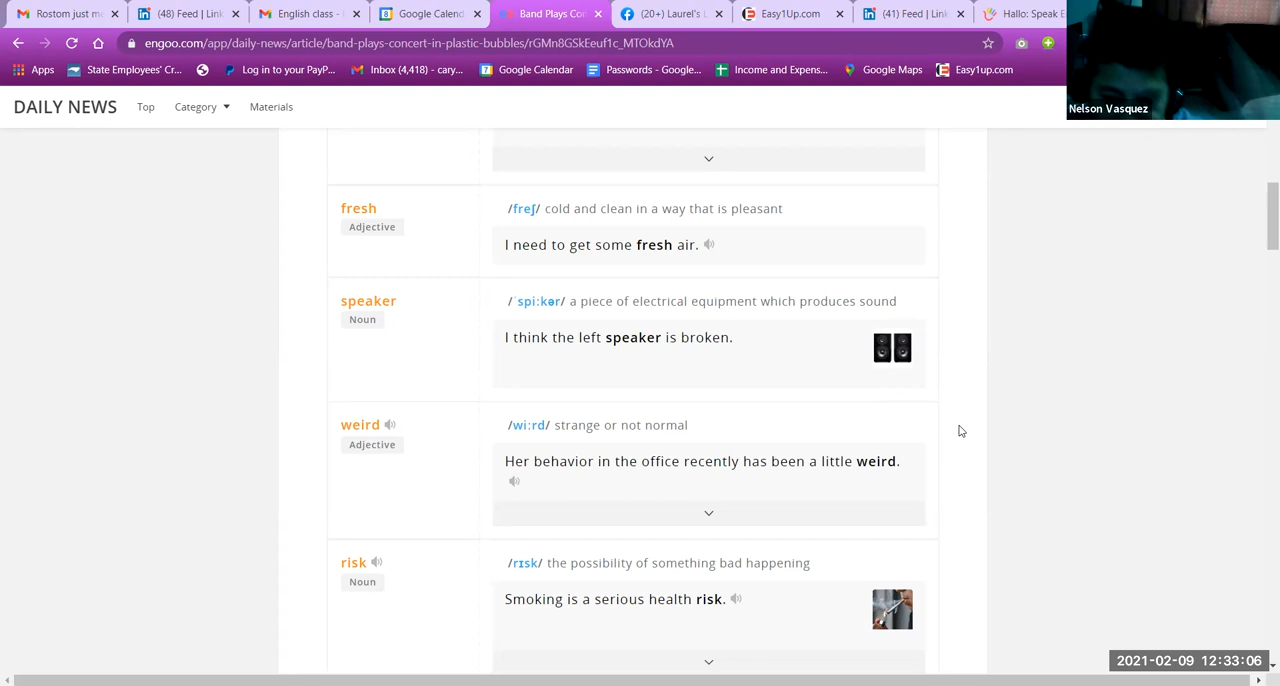 Rostom just me
(48) Feed | Link
English class -
Google Calend
Band Plays Con
(20+) Laurel's L
Easy1Up.com
(41) Feed | Link
Hallo: Speak E
engoo.com/app/daily-news/article/band-plays-concert-in-plastic-bubbles/rGMn8GSkEeuf1c_MTOkdYA
Apps
State Employees' Cr...
Log in to your PayP...
Inbox (4,418) - cary...
Google Calendar
Passwords - Google...
Income and Expens...
Google Maps
Easy1up.com
Nelson Vasquez
DAILY NEWS
Top
Category
Materials
fresh
Adjective
/freʃ/ cold and clean in a way that is pleasant
I need to get some fresh air.
speaker
Noun
/ˈspiːkər/ a piece of electrical equipment which produces sound
I think the left speaker is broken.
weird
Adjective
/wiːrd/ strange or not normal
Her behavior in the office recently has been a little weird.
risk
Noun
/rɪsk/ the possibility of something bad happening
Smoking is a serious health risk.
2021-02-09 12:33:06